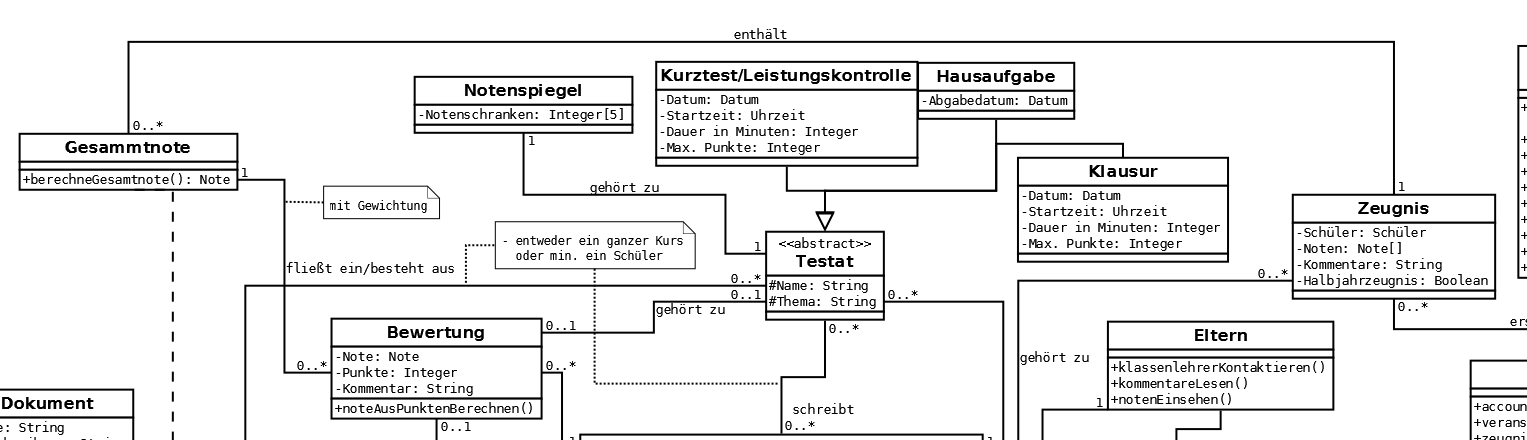 enthält
0..*
1
Gesammtnote
+berechneGesamtnote(): Note
1
mit Gewichtung
Notenspiegel
-Notenschranken: Integer[5]
1
gehört zu
1
Kurztest/Leistungskontrolle
-Datum: Datum
-Startzeit: Uhrzeit
-Dauer in Minuten: Integer
-Max. Punkte: Integer
Hausaufgabe
-Abgabedatum: Datum
Klausur
-Datum: Datum
-Startzeit: Uhrzeit
-Dauer in Minuten: Integer
-Max. Punkte: Integer
Zeugnis
-Schüler: Schüler
-Noten: Note[]
-Kommentare: String
-Halbjahrzeugnis: Boolean
0..*
0..*
- entweder ein ganzer Kurs
oder min. ein Schüler
fließt ein/besteht aus
<<abstract>>
Testat
#Name: String
#Thema: String
0..*
0..1
0..*
0..*
gehört zu
0..1
Bewertung
-Note: Note
-Punkte: Integer
-Kommentar: String
+noteAusPunktenBerechnen()
0..*
0..*
0..1
schreibt
0..*
gehört zu
Eltern
+klassenlehrerKontaktieren()
+kommentareLesen()
+notenEinsehen()
1
Dokument
e: String
+accoun
+verans